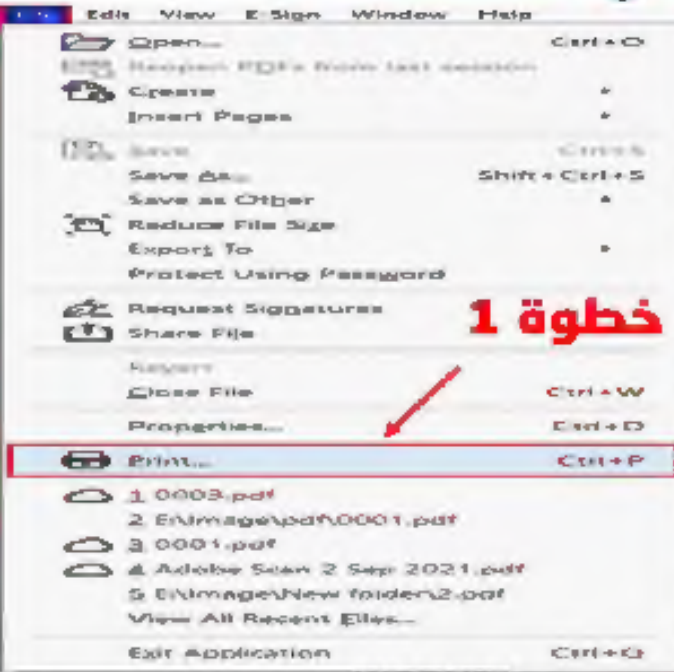 Edit View E-Sign Window Help
Open... Ctrl+O
Reopen PDFs from last session
Create
Insert Pages
Save Ctrl+S
Save As... Shift+Ctrl+S
Save as Other
Reduce File Size
Export To
Protect Using Password
Request Signatures
خطوة 1
Share File
Revert
Close File Ctrl+W
Properties... Ctrl+D
Print... Ctrl+P
1 0003.pdf
2 E:\Image\pdf\0001.pdf
3 0001.pdf
4 Adobe Scan 2 Sep 2021.pdf
5 E:\Image\New folder\2.pdf
View All Recent Files...
Exit Application Ctrl+Q